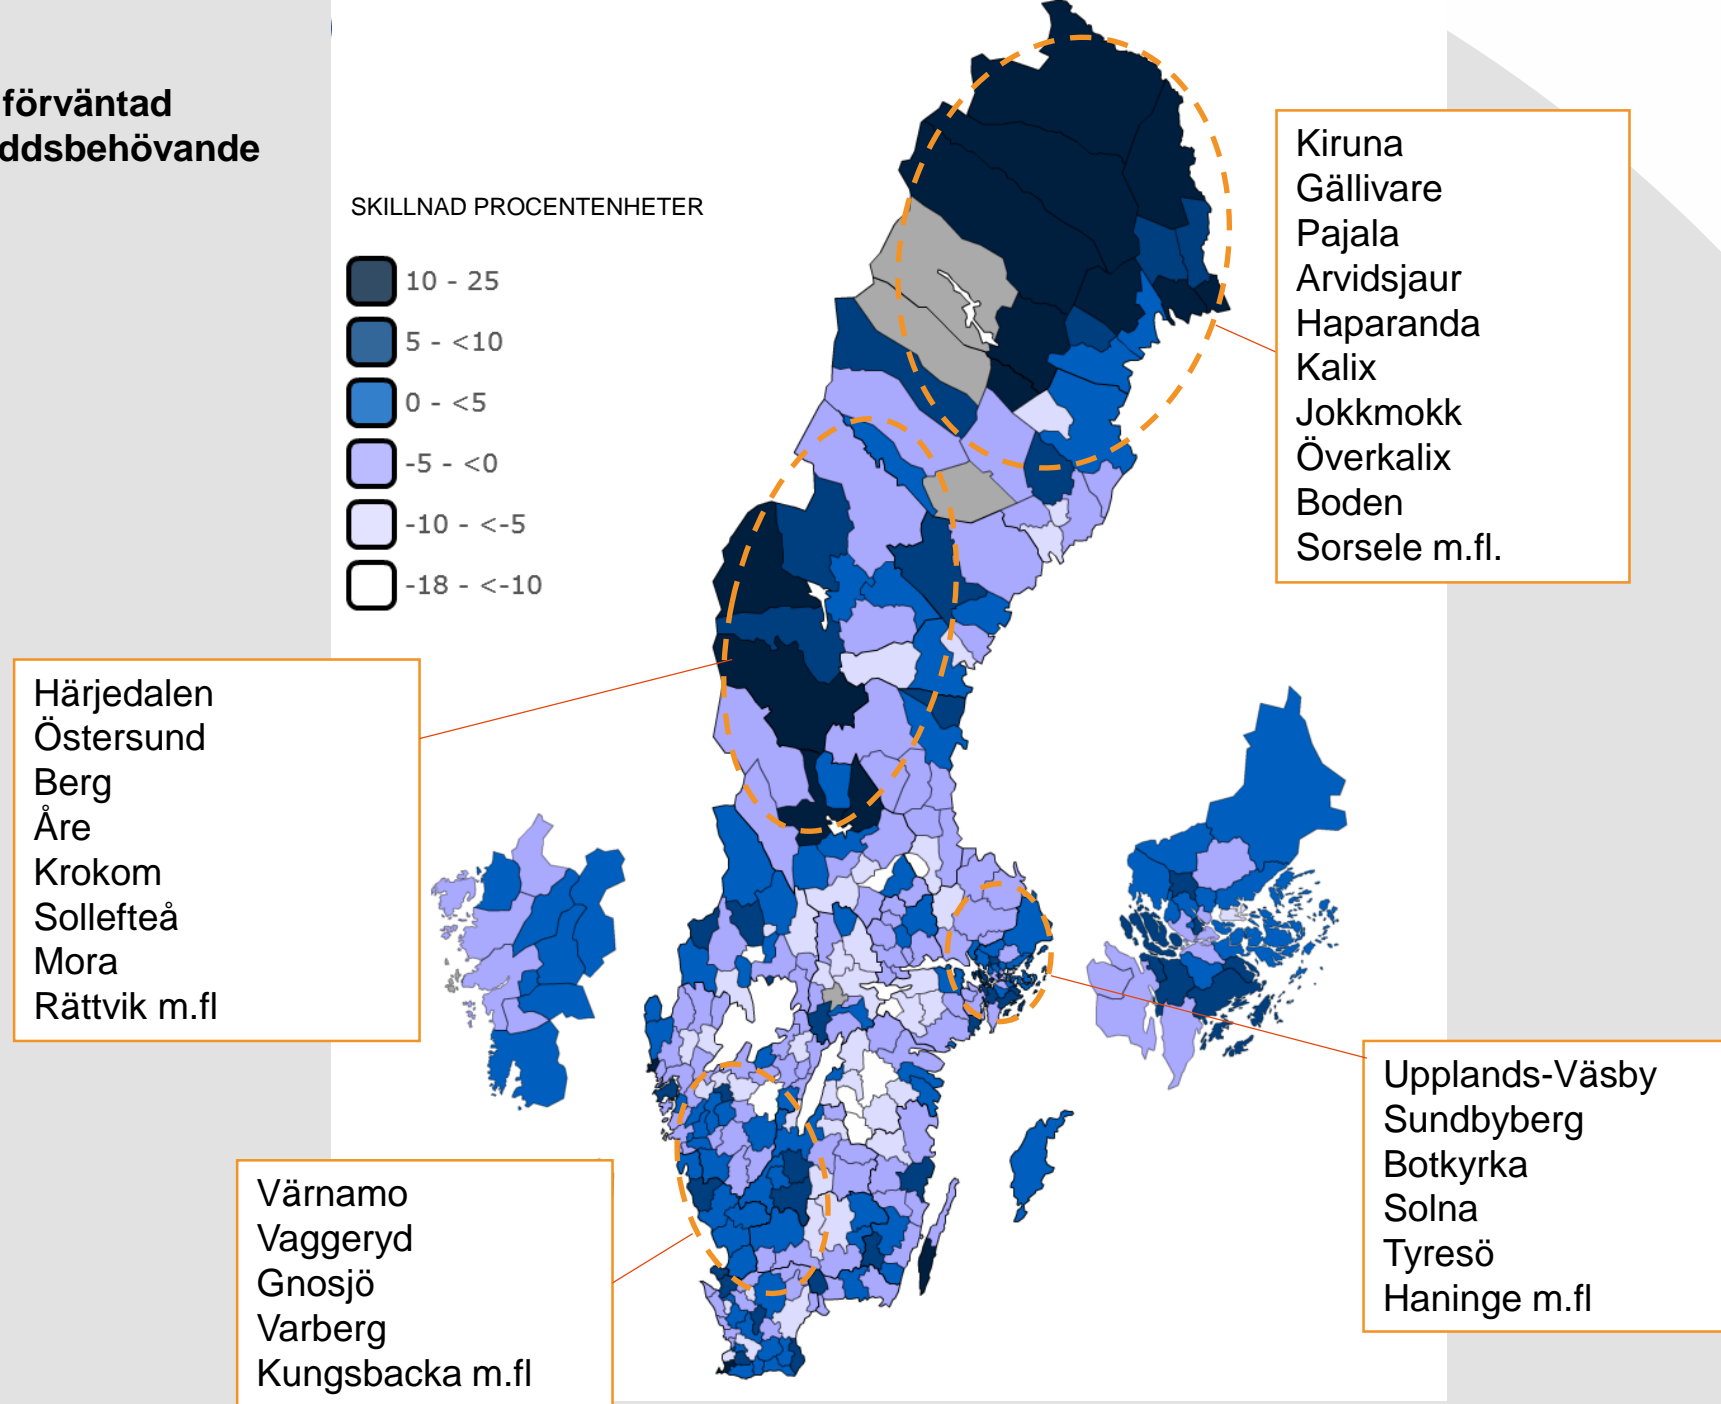 förväntad
SKILLNAD PROCENTENHETER
10 - 25
5 - <10
0 - <5
-5 - <0
-10 - <-5
-18 - <-10
Kiruna
Gällivare
Pajala
Arvidsjaur
Haparanda
Kalix
Jokkmokk
Överkalix
Boden
Sorsele m.fl.
Härjedalen
Östersund
Berg
Åre
Krokom
Sollefteå
Mora
Rättvik m.fl
Värnamo
Vaggeryd
Gnosjö
Varberg
Kungsbacka m.fl
Upplands-Väsby
Sundbyberg
Botkyrka
Solna
Tyresö
Haninge m.fl